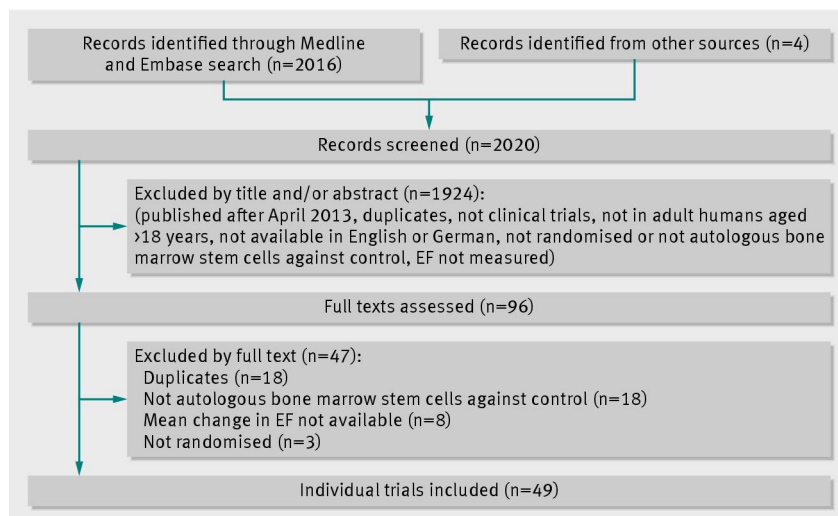 Records identified through Medline
and Embase search (n=2016)
Records identified from other sources (n=4)
Records screened (n=2020)
Excluded by title and/or abstract (n=1924):
(published after April 2013, duplicates, not clinical trials, not in adult humans aged
>18 years, not available in English or German, not randomised or not autologous bone
marrow stem cells against control, EF not measured)
Full texts assessed (n=96)
Excluded by full text (n=47):
Duplicates (n=18)
Not autologous bone marrow stem cells against control (n=18)
Mean change in EF not available (n=8)
Not randomised (n=3)
Individual trials included (n=49)